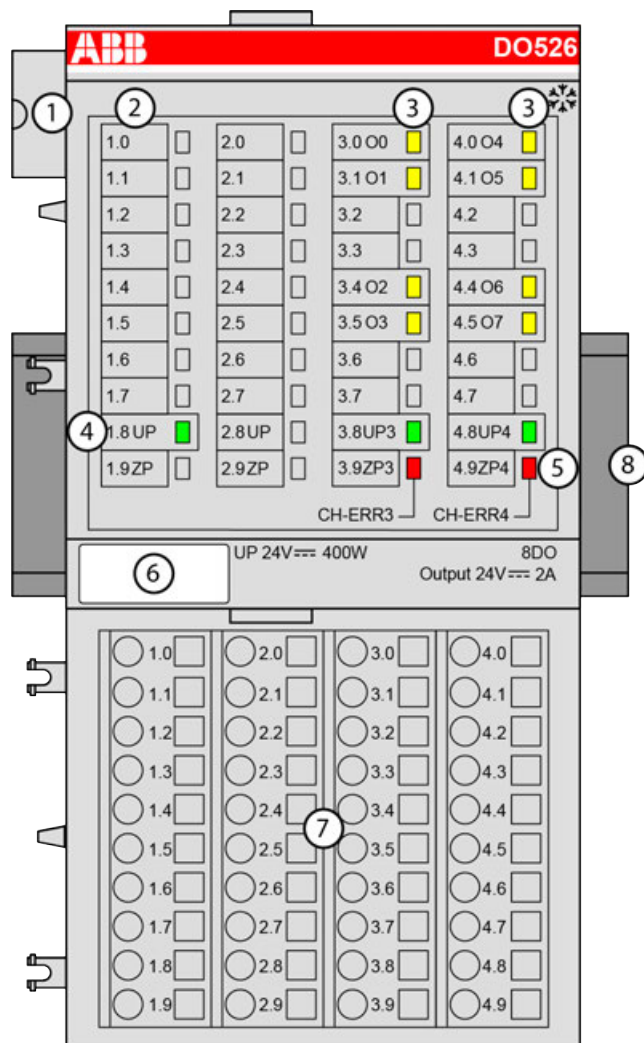 ABB DO526
1 2 3 3
1.0 2.0 3.0 O0 4.0 O4
1.1 2.1 3.1 O1 4.1 O5
1.2 2.2 3.2 4.2
1.3 2.3 3.3 4.3
1.4 2.4 3.4 O2 4.4 O6
1.5 2.5 3.5 O3 4.5 O7
1.6 2.6 3.6 4.6
1.7 2.7 3.7 4.7
4 1.8 UP 2.8 UP 3.8UP3 4.8UP4
1.9 ZP 2.9 ZP 3.9ZP3 4.9ZP4 5 8
CH-ERR3 CH-ERR4
UP 24V 400W 8DO
6 Output 24V 2A
1.0 2.0 3.0 4.0
1.1 2.1 3.1 4.1
1.2 2.2 3.2 4.2
1.3 2.3 3.3 4.3
1.4 2.4 3.4 4.4
7
1.5 2.5 3.5 4.5
1.6 2.6 3.6 4.6
1.7 2.7 3.7 4.7
1.8 2.8 3.8 4.8
1.9 2.9 3.9 4.9